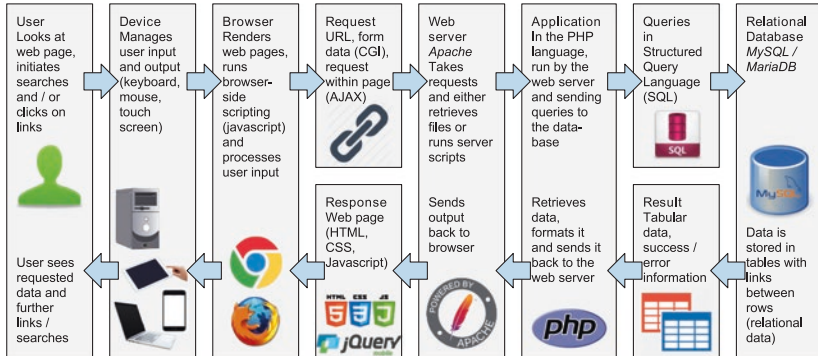 User
Looks at
web page,
initiates
searches
and / or
clicks on
links
User sees
requested
data and
further
links /
searches
Device
Manages
user input
and output
(keyboard,
mouse,
touch
screen)
Browser
Renders
web pages,
runs
browser-
side
scripting
(javascript)
and
processes
user input
Request
URL, form
data (CGI),
request
within page
(AJAX)
Response
Web page
(HTML,
CSS,
Javascript)
HTML CSS JS
5 3 5
jQuery
mobile
Web
server
Apache
Takes
requests
and either
retrieves
files or
runs server
scripts
Sends
output
back to
browser
POWERED BY
APACHE
Application
In the PHP
language,
run by the
web server
and sending
queries to
the data-
base
Retrieves
data,
formats it
and sends it
back to the
web server
php
Queries
in
Structured
Query
Language
(SQL)
SQL
Result
Tabular
data,
success /
error
information
Relational
Database
MySQL /
MariaDB
MySQL
Data is
stored in
tables with
links
between
rows
(relational
data)